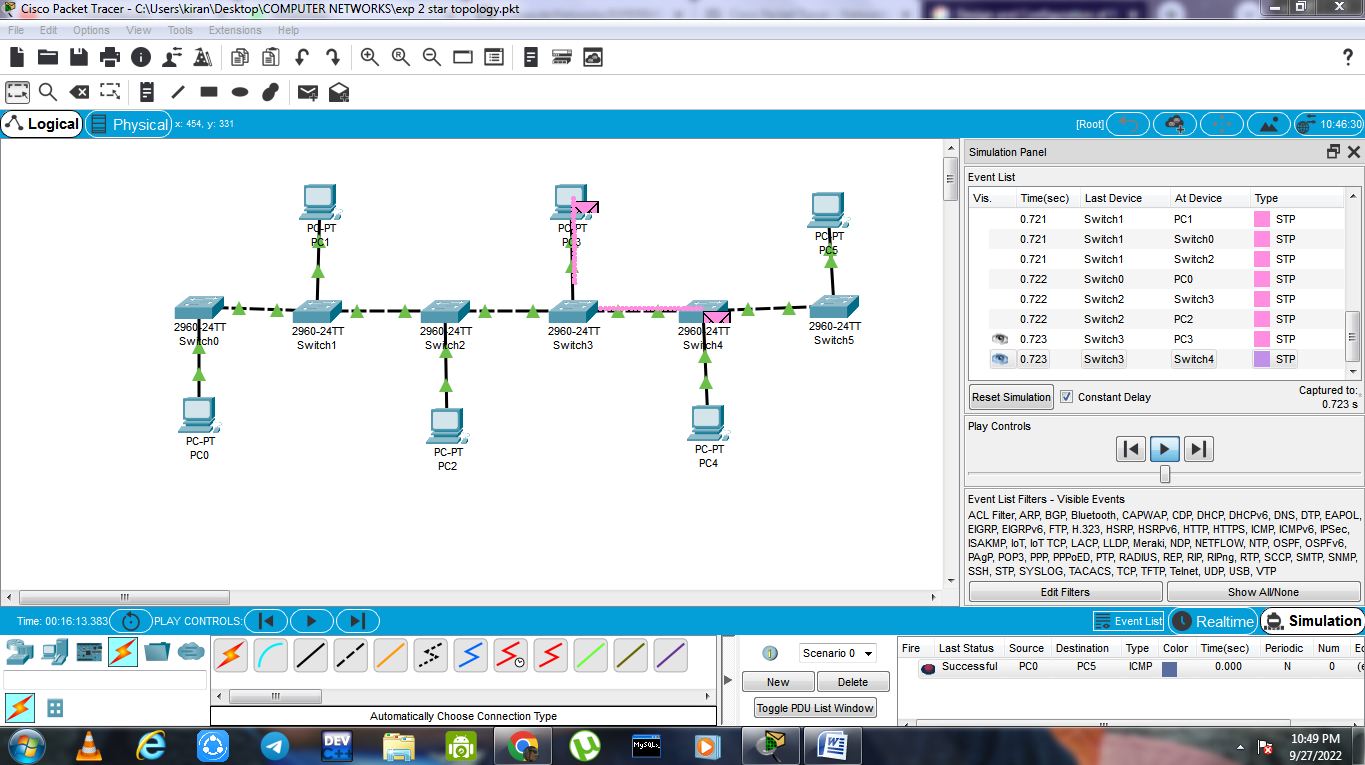 Cisco Packet Tracer - C:\Users\kiran\Desktop\COMPUTER NETWORKS\exp 2 star topology.pkt
File Edit Options View Tools Extensions Help
?
Logical Physical x: 454, y: 331 [Root] 10:46:30
Simulation Panel
Event List
Vis. Time(sec) Last Device At Device Type
0.721 Switch1 PC1 STP
0.721 Switch1 Switch0 STP
0.721 Switch1 Switch2 STP
0.722 Switch0 PC0 STP
0.722 Switch2 Switch3 STP
0.722 Switch2 PC2 STP
0.723 Switch3 PC3 STP
0.723 Switch3 Switch4 STP
Reset Simulation Constant Delay Captured to:
0.723 s
Play Controls
Event List Filters - Visible Events
ACL Filter, ARP, BGP, Bluetooth, CAPWAP, CDP, DHCP, DHCPv6, DNS, DTP, EAPOL,
EIGRP, EIGRPv6, FTP, H.323, HSRP, HSRPv6, HTTP, HTTPS, ICMP, ICMPv6, IPSec,
ISAKMP, IoT, IoT TCP, LACP, LLDP, Meraki, NDP, NETFLOW, NTP, OSPF, OSPFv6,
PAgP, POP3, PPP, PPPoED, PTP, RADIUS, REP, RIP, RIPng, RTP, SCCP, SMTP, SNMP,
SSH, STP, SYSLOG, TACACS, TCP, TFTP, Telnet, UDP, USB, VTP
Edit Filters Show All/None
PC-PT
PC1
PC-PT
PC3
PC-PT
PC5
2960-24TT
Switch0
2960-24TT
Switch1
2960-24TT
Switch2
2960-24TT
Switch3
2960-24TT
Switch4
2960-24TT
Switch5
PC-PT
PC0
PC-PT
PC2
PC-PT
PC4
Time: 00:16:13.383 PLAY CONTROLS: Event List Realtime Simulation
Automatically Choose Connection Type
Scenario 0
New Delete
Toggle PDU List Window
Fire Last Status Source Destination Type Color Time(sec) Periodic Num
Successful PC0 PC5 ICMP 0.000 N 0
DEV
C++
MySQL
10:49 PM
9/27/2022